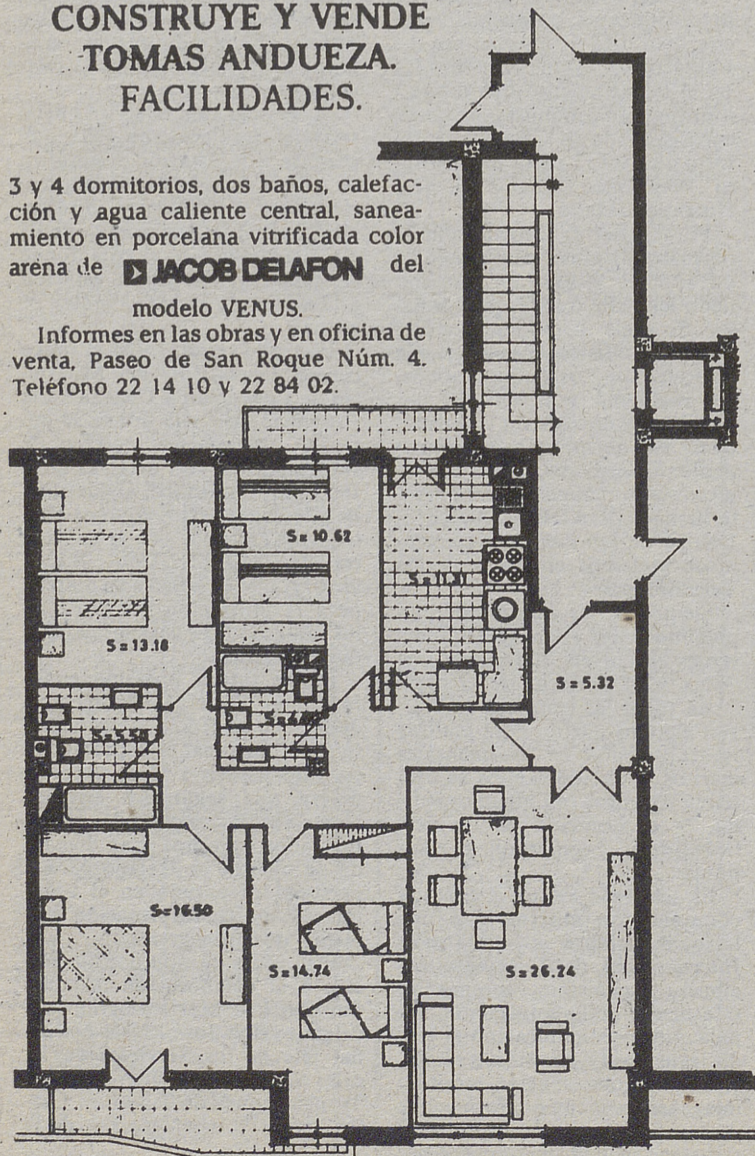 CONSTRUYE Y VENDE
TOMAS ANDUEZA.
FACILIDADES.
3 y 4 dormitorios, dos baños, calefac-
ción y agua caliente central, sanea-
miento en porcelana vitrificada color
arena de JACOB DELAFON del
modelo VENUS.
Informes en las obras y en oficina de
venta, Paseo de San Roque Núm. 4.
Teléfono 22 14 10 y 22 84 02.
S=10.62
S=13.18
S=5.32
S=5.50
S=16.50
S=14.74
S=26.24